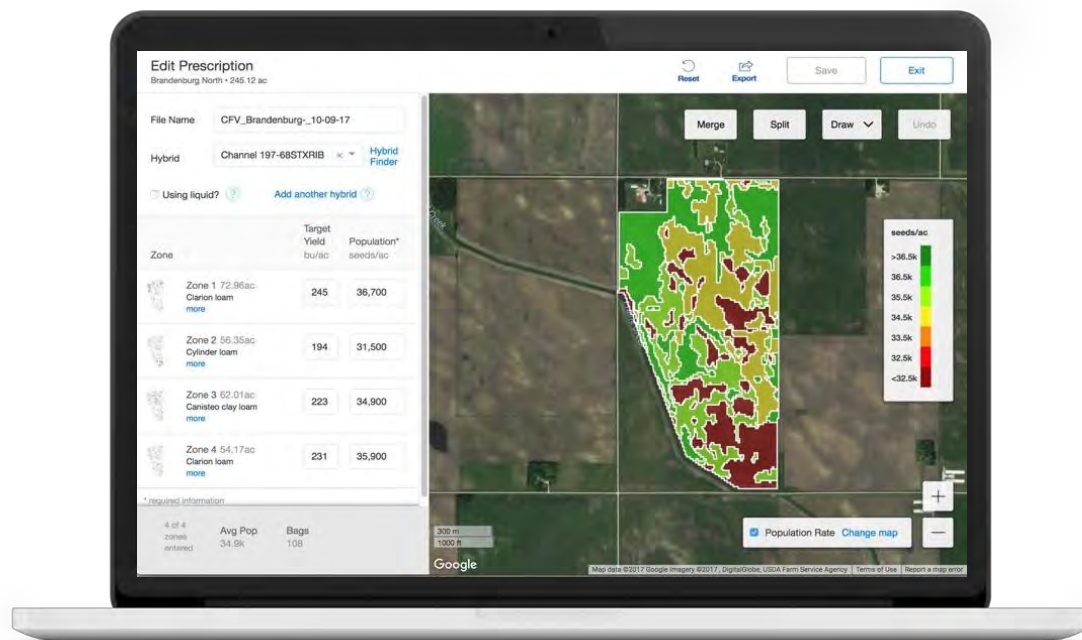 Edit Prescription
Brandenburg North • 245.12 ac
Reset
Export
Save
Exit
File Name
CFV_Brandenburg-_10-09-17
Hybrid
Channel 197-68STXRIB
Hybrid
Finder
Using liquid? ?
Add another hybrid ?
Zone
Target
Yield
bu/ac
Population*
seeds/ac
Zone 1 72.96ac
Clarion loam
more
245
36,700
Zone 2 56.35ac
Cylinder loam
more
194
31,500
Zone 3 62.01ac
Canisteo clay loam
more
223
34,900
Zone 4 54.17ac
Clarion loam
more
231
35,900
* required information
4 of 4
zones
entered
Avg Pop
34.9k
Bags
108
Merge
Split
Draw
Undo
Creek
seeds/ac
>36.5k
36.5k
35.5k
34.5k
33.5k
32.5k
<32.5k
+
−
Population Rate Change map
300 m
1000 ft
Google
Map data ©2017 Google Imagery ©2017 , DigitalGlobe, USDA Farm Service Agency
Terms of Use
Report a map error